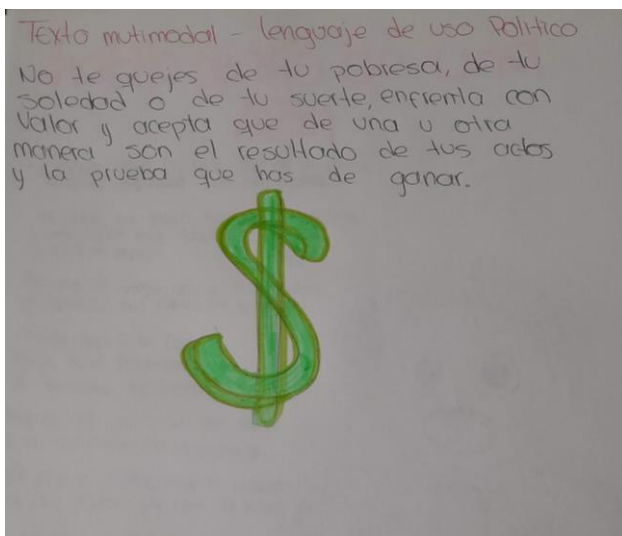 Texto mutimodal - lenguaje de uso Politico
No te quejes de tu pobresa, de tu
soledad o de tu suerte, enfrenta con
valor y acepta que de una u otra
manera son el resultado de tus actos
y la prueba que has de ganar.
$